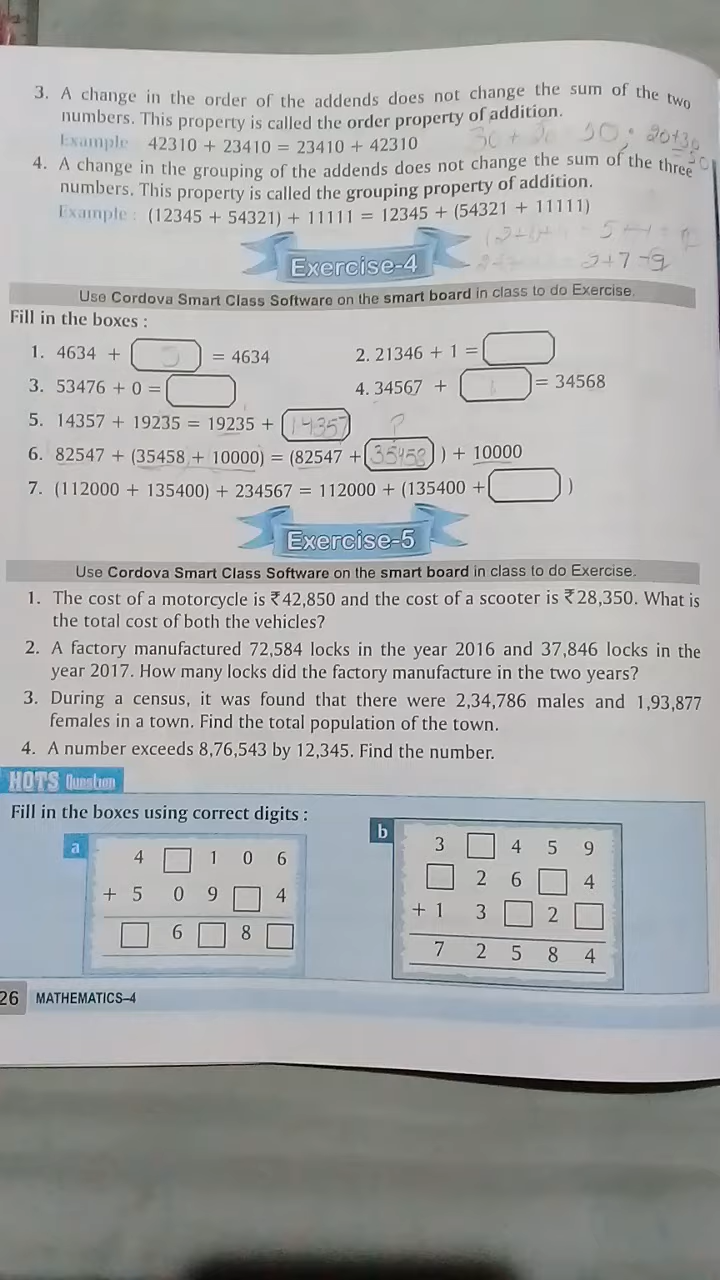 3. A change in the order of the addends does not change the sum of the two
numbers. This property is called the order property of addition.
Example 42310 + 23410 = 23410 + 42310
4. A change in the grouping of the addends does not change the sum of the three
numbers. This property is called the grouping property of addition.
Example : (12345 + 54321) + 11111 = 12345 + (54321 + 11111)
2+7=9
Exercise-4
Use Cordova Smart Class Software on the smart board in class to do Exercise.
Fill in the boxes :
1. 4634 + = 4634 2. 21346 + 1 =
3. 53476 + 0 = 4. 34567 + = 34568
5. 14357 + 19235 = 19235 + 14357
6. 82547 + (35458 + 10000) = (82547 + 35458 ) + 10000
7. (112000 + 135400) + 234567 = 112000 + (135400 + )
Exercise-5
Use Cordova Smart Class Software on the smart board in class to do Exercise.
1. The cost of a motorcycle is ₹42,850 and the cost of a scooter is ₹28,350. What is
the total cost of both the vehicles?
2. A factory manufactured 72,584 locks in the year 2016 and 37,846 locks in the
year 2017. How many locks did the factory manufacture in the two years?
3. During a census, it was found that there were 2,34,786 males and 1,93,877
females in a town. Find the total population of the town.
4. A number exceeds 8,76,543 by 12,345. Find the number.
HOTS Question
Fill in the boxes using correct digits :
a
4 □ 1 0 6
+ 5 0 9 □ 4
□ 6 □ 8 □
b
3 □ 4 5 9
□ 2 6 □ 4
+ 1 3 □ 2 □
7 2 5 8 4
26 MATHEMATICS–4